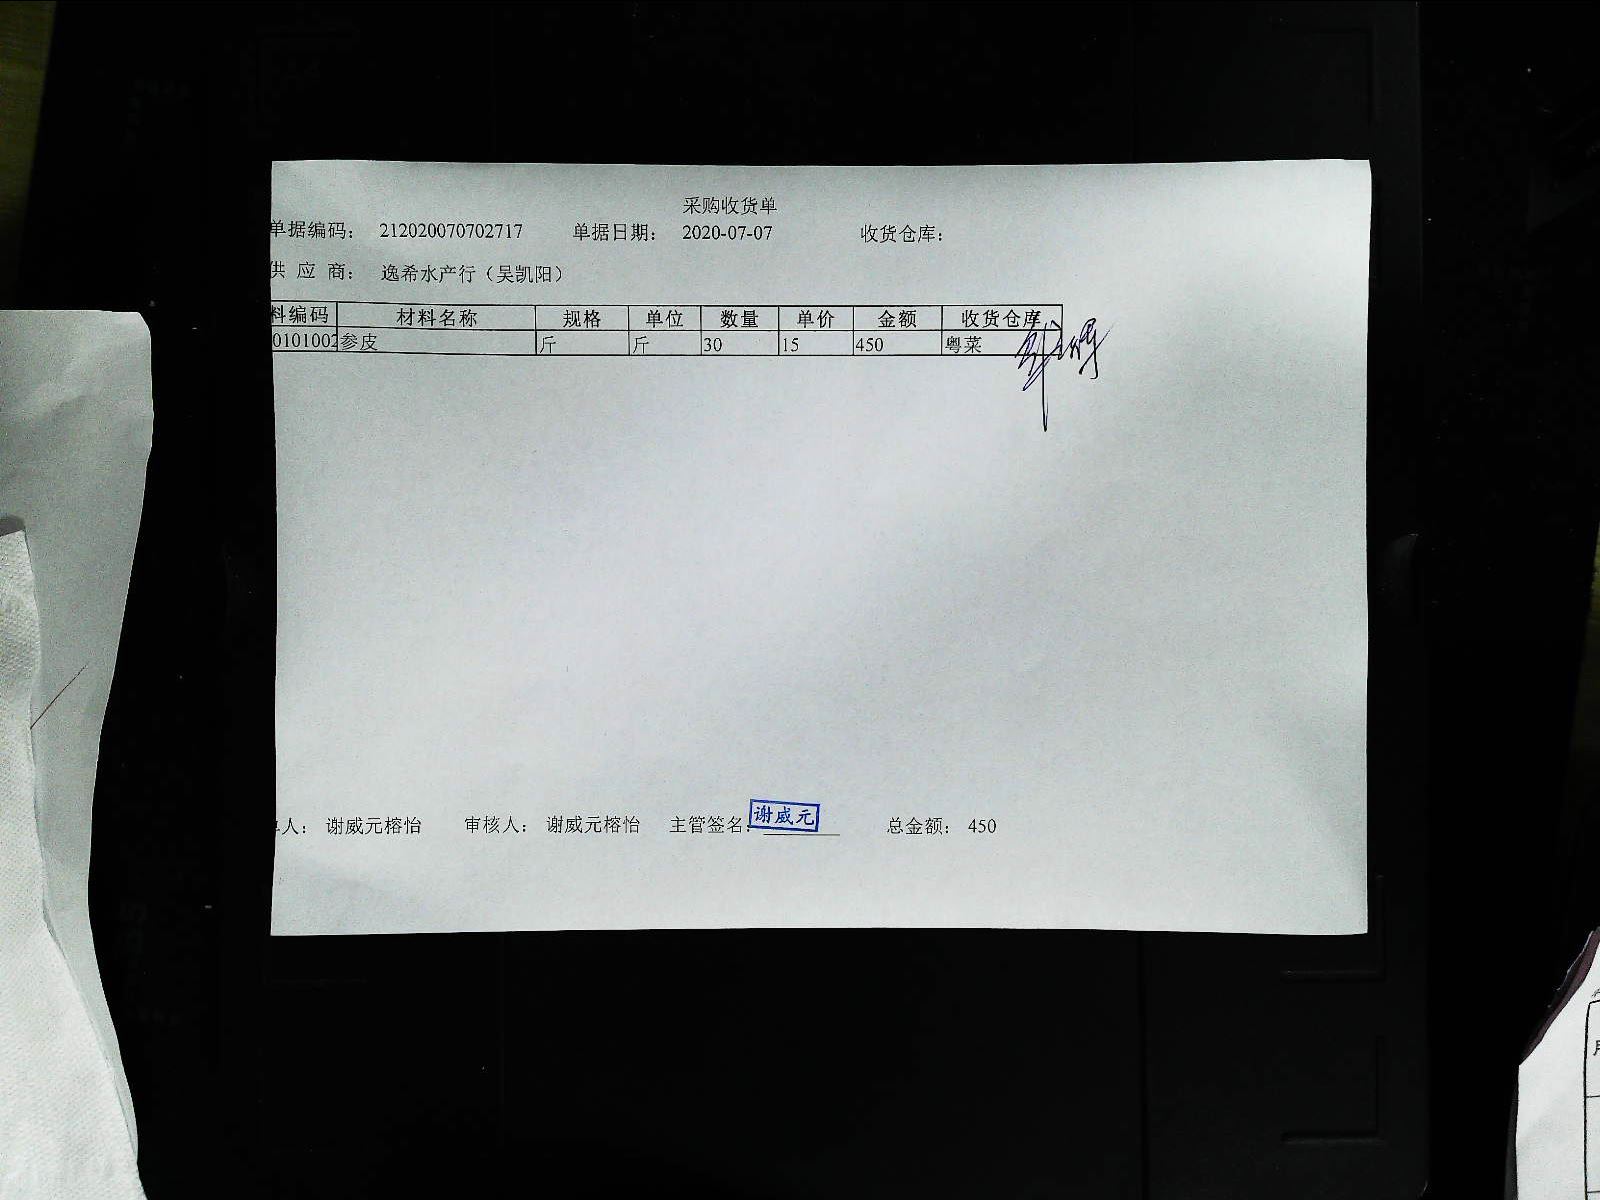 采购收货单
单据编码: 212020070702717 单据日期: 2020-07-07 收货仓库:
供 应 商: 逸希水产行（吴凯阳）
料编码 材料名称 规格 单位 数量 单价 金额 收货仓库
0101002 参皮 斤 斤 30 15 450 粤菜
人: 谢威元榕怡 审核人: 谢威元榕怡 主管签名: 谢威元 总金额: 450